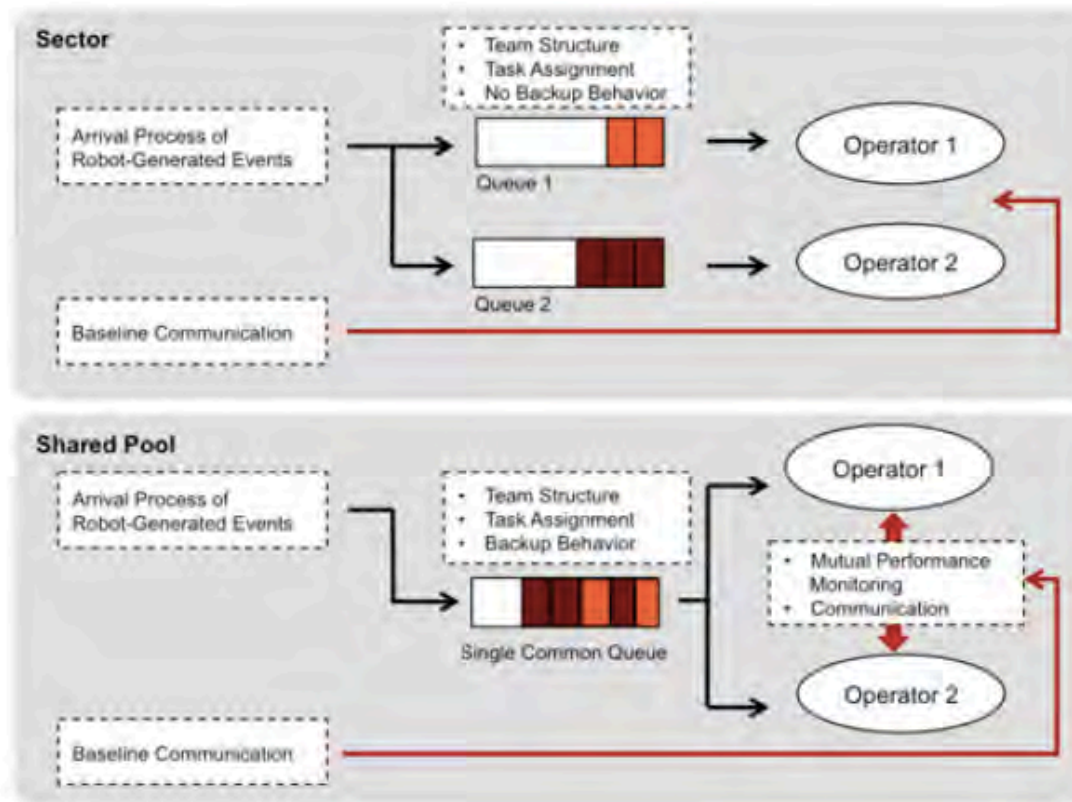 Sector
• Team Structure
• Task Assignment
• No Backup Behavior
Arrival Process of
Robot-Generated Events
Queue 1
Operator 1
Queue 2
Operator 2
Baseline Communication
Shared Pool
Arrival Process of
Robot-Generated Events
• Team Structure
• Task Assignment
• Backup Behavior
Single Common Queue
Operator 1
• Mutual Performance
Monitoring
• Communication
Operator 2
Baseline Communication